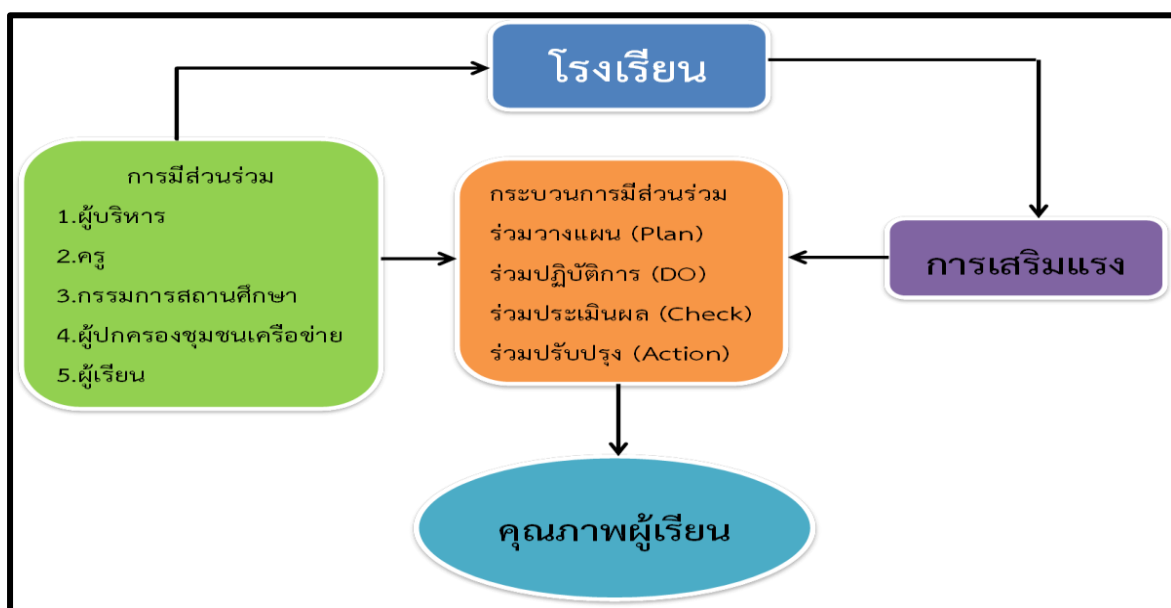 โรงเรียน
การมีส่วนร่วม
1.ผู้บริหาร
2.ครู
3.กรรมการสถานศึกษา
4.ผู้ปกครองชุมชนเครือข่าย
5.ผู้เรียน
กระบวนการมีส่วนร่วม
ร่วมวางแผน (Plan)
ร่วมปฏิบัติการ (DO)
ร่วมประเมินผล (Check)
ร่วมปรับปรุง (Action)
การเสริมแรง
คุณภาพผู้เรียน